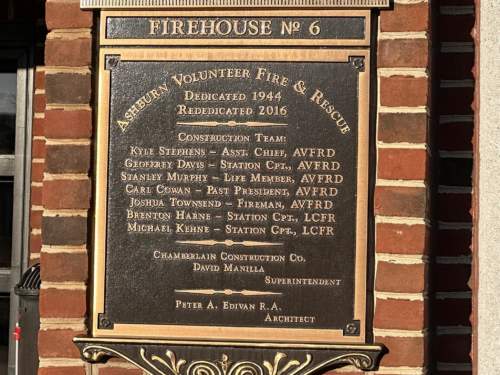 FIREHOUSE № 6
ASHBURN VOLUNTEER FIRE & RESCUE
DEDICATED 1944
REDEDICATED 2016
CONSTRUCTION TEAM:
KYLE STEPHENS – ASST. CHIEF, AVFRD
GEOFFREY DAVIS – STATION CPT., AVFRD
STANLEY MURPHY – LIFE MEMBER, AVFRD
CARL COWAN – PAST PRESIDENT, AVFRD
JOSHUA TOWNSEND – FIREMAN, AVFRD
BRENTON HARNE – STATION CPT., LCFR
MICHAEL KEHNE – STATION CPT., LCFR
CHAMBERLAIN CONSTRUCTION CO.
DAVID MANILLA
SUPERINTENDENT
PETER A. EDIVAN R.A.
ARCHITECT